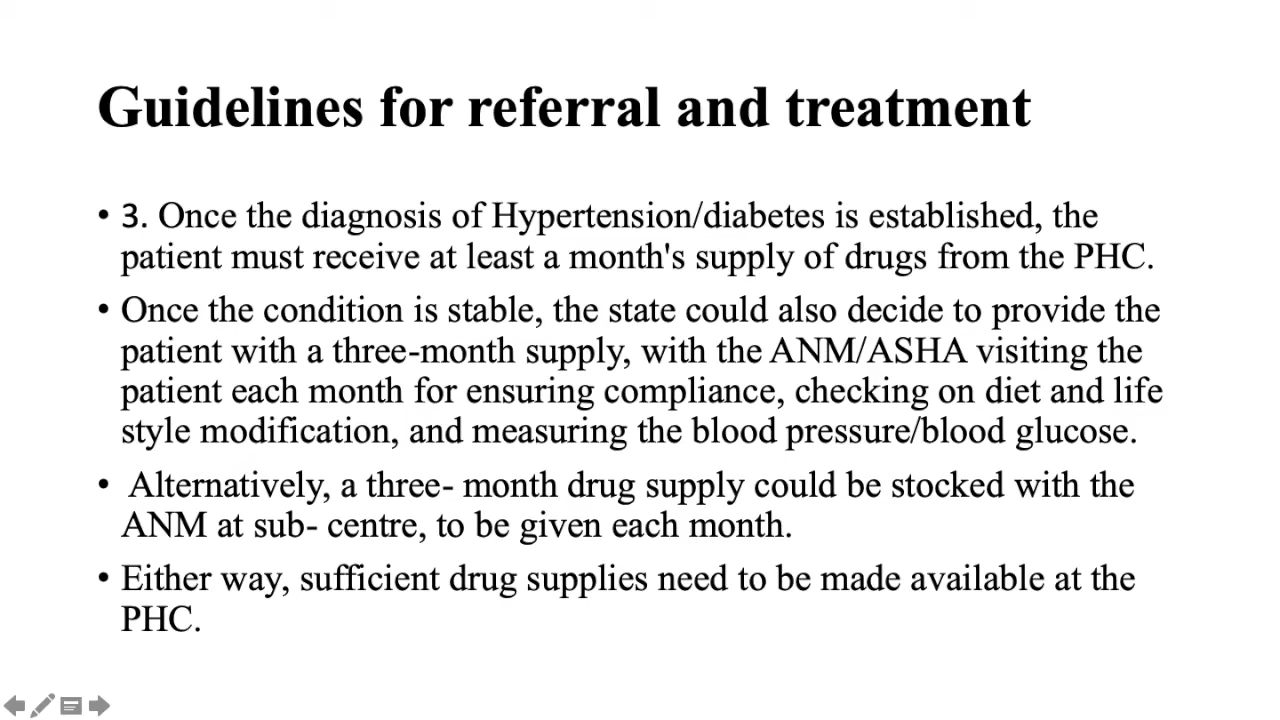 Guidelines for referral and treatment
• 3. Once the diagnosis of Hypertension/diabetes is established, the
patient must receive at least a month's supply of drugs from the PHC.
• Once the condition is stable, the state could also decide to provide the
patient with a three-month supply, with the ANM/ASHA visiting the
patient each month for ensuring compliance, checking on diet and life
style modification, and measuring the blood pressure/blood glucose.
• Alternatively, a three- month drug supply could be stocked with the
ANM at sub- centre, to be given each month.
• Either way, sufficient drug supplies need to be made available at the
PHC.